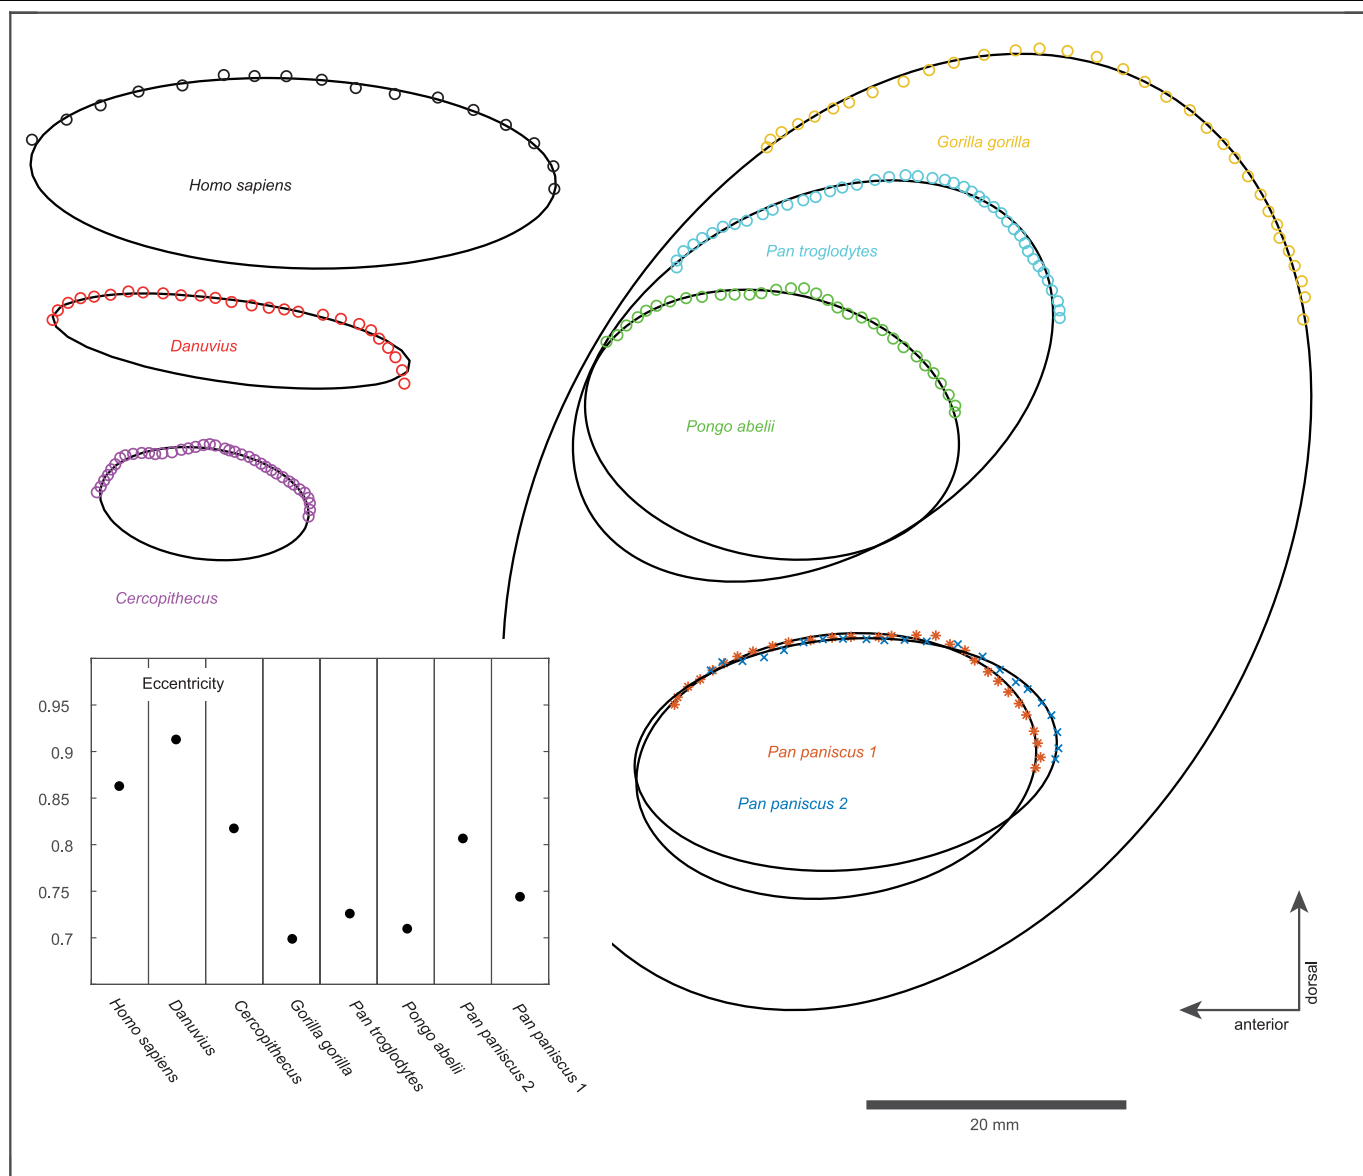 Homo sapiens
Gorilla gorilla
Pan troglodytes
Danuvius
Pongo abelii
Cercopithecus
Pan paniscus 1
Pan paniscus 2
Eccentricity
0.95
0.9
0.85
0.8
0.75
0.7
Homo sapiens
Danuvius
Cercopithecus
Gorilla gorilla
Pan troglodytes
Pongo abelii
Pan paniscus 2
Pan paniscus 1
dorsal
anterior
20 mm